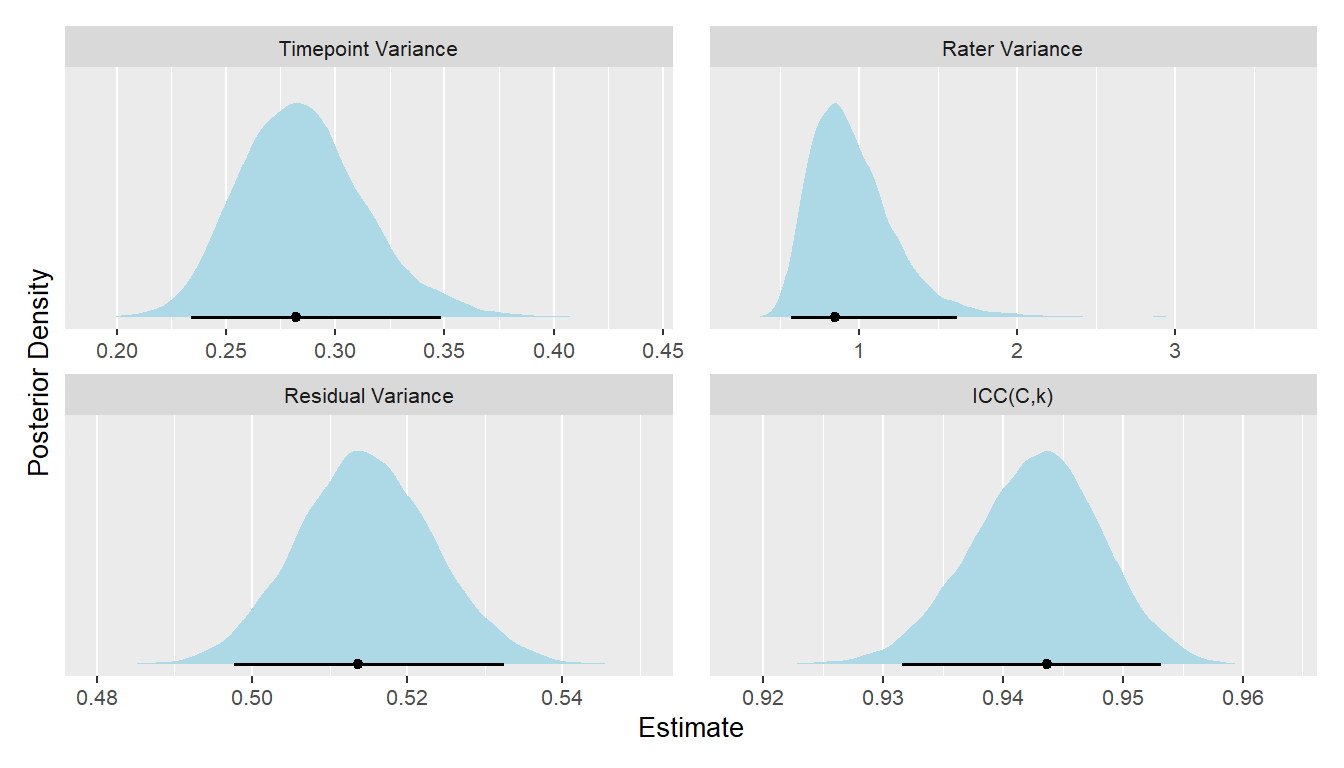 Timepoint Variance
Rater Variance
0.20 0.25 0.30 0.35 0.40 0.45
1 2 3
Residual Variance
ICC(C,k)
0.48 0.50 0.52 0.54
0.92 0.93 0.94 0.95 0.96
Posterior Density
Estimate